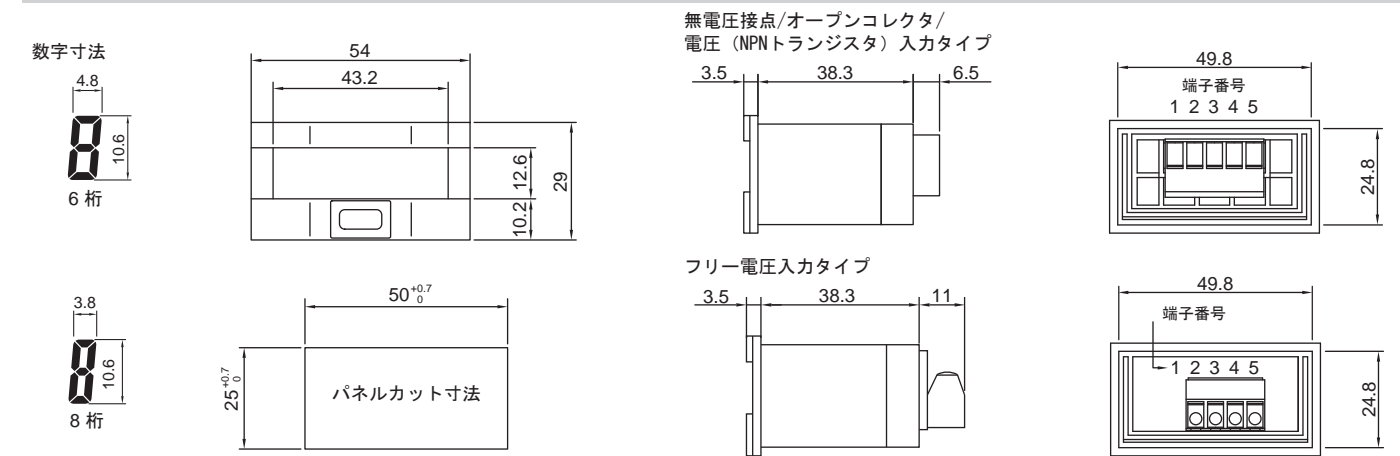 数字寸法
4.8
10.6
6 桁
54
43.2
12.6
10.2
29
無電圧接点/オープンコレクタ/
電圧（NPNトランジスタ）入力タイプ
3.5
38.3
6.5
49.8
端子番号
1 2 3 4 5
24.8
3.8
10.6
8 桁
50 +0.7 0
25 +0.7 0
パネルカット寸法
フリー電圧入力タイプ
3.5
38.3
11
49.8
端子番号
1 2 3 4 5
24.8